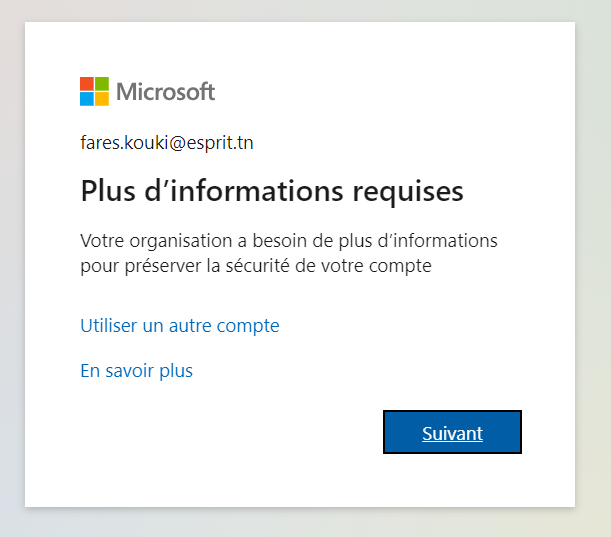 Microsoft
fares.kouki@esprit.tn
Plus d’informations requises
Votre organisation a besoin de plus d’informations
pour préserver la sécurité de votre compte
Utiliser un autre compte
En savoir plus
Suivant